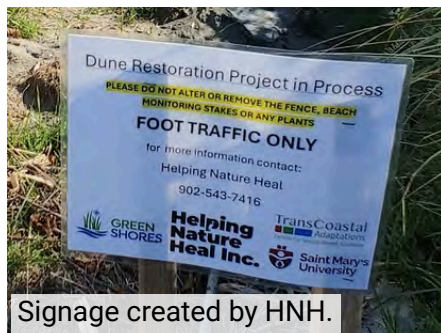 Dune Restoration Project in Process
PLEASE DO NOT ALTER OR REMOVE THE FENCE, BEACH
MONITORING STAKES OR ANY PLANTS
FOOT TRAFFIC ONLY
for more information contact:
Helping Nature Heal
902-543-7416
GREEN
SHORES
Helping
Nature
Heal Inc.
TransCoastal
Adaptations
Saint Mary's
University
Signage created by HNH.